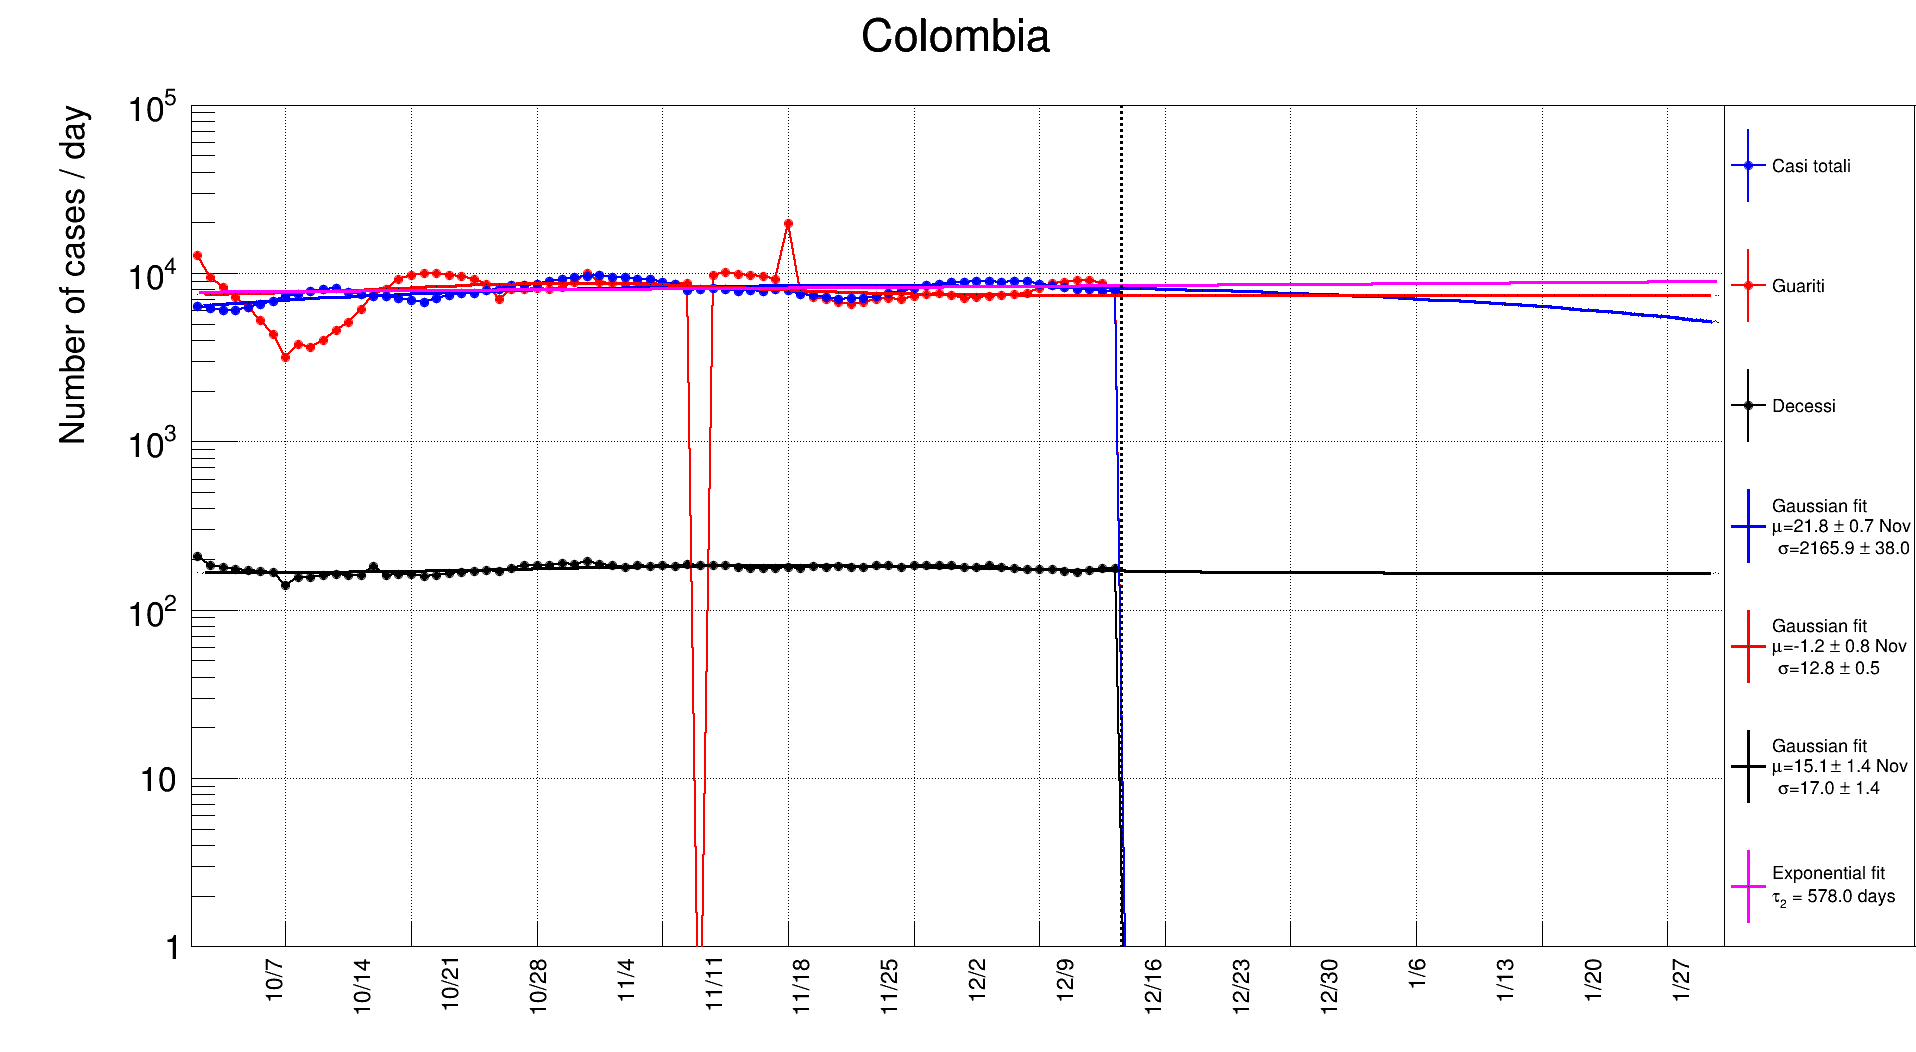 Colombia
Number of cases / day
10^5
10^4
10^3
10^2
10
1
10/7
10/14
10/21
10/28
11/4
11/11
11/18
11/25
12/2
12/9
12/16
12/23
12/30
1/6
1/13
1/20
1/27
Casi totali
Guariti
Decessi
Gaussian fit
μ=21.8 ± 0.7 Nov
σ=2165.9 ± 38.0
Gaussian fit
μ=-1.2 ± 0.8 Nov
σ=12.8 ± 0.5
Gaussian fit
μ=15.1 ± 1.4 Nov
σ=17.0 ± 1.4
Exponential fit
τ₂ = 578.0 days